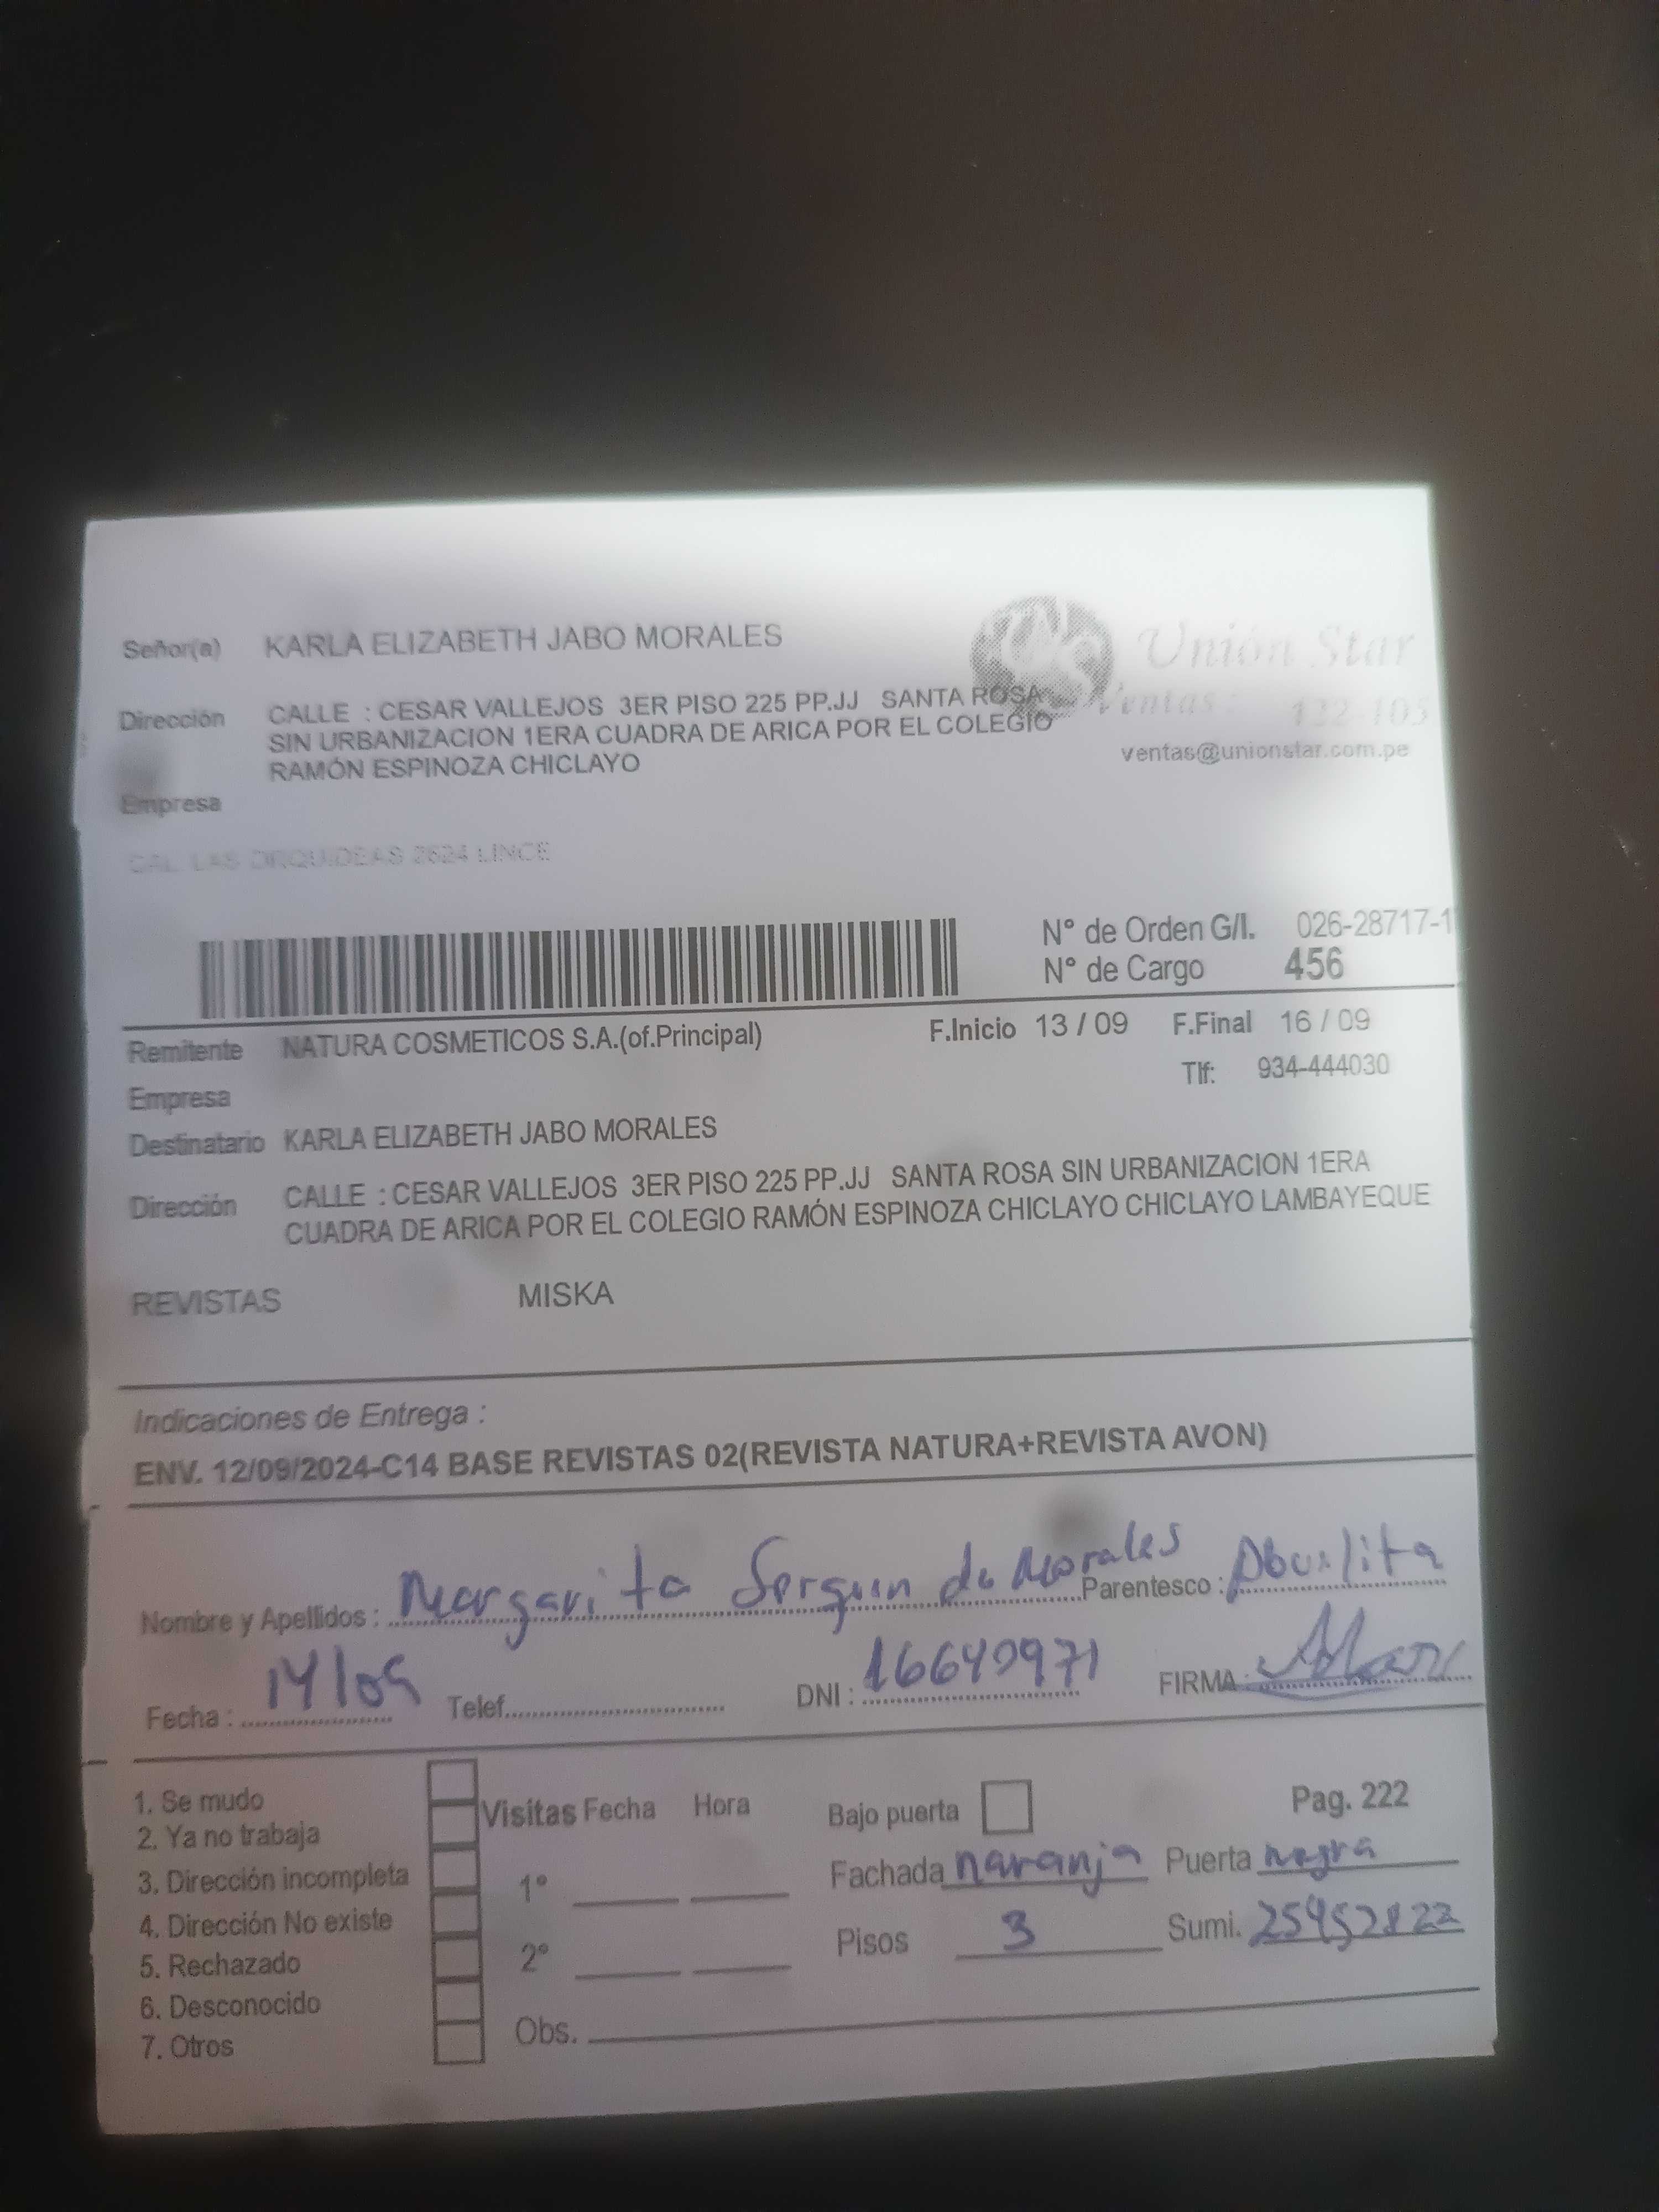 Señor(a) KARLA ELIZABETH JABO MORALES
Unión Star
Dirección CALLE : CESAR VALLEJOS 3ER PISO 225 PP.JJ SANTA ROSA
Ventas: 122-105
SIN URBANIZACION 1ERA CUADRA DE ARICA POR EL COLEGIO
ventas@unionstar.com.pe
RAMÓN ESPINOZA CHICLAYO
Empresa
CAL LAS ORQUIDEAS 2624 LINCE
N° de Orden G/I. 026-28717-1
N° de Cargo 456
Remitente NATURA COSMETICOS S.A.(of.Principal) F.Inicio 13 / 09 F.Final 16 / 09
Tlf: 934-444030
Empresa
Destinatario KARLA ELIZABETH JABO MORALES
Dirección CALLE : CESAR VALLEJOS 3ER PISO 225 PP.JJ SANTA ROSA SIN URBANIZACION 1ERA
CUADRA DE ARICA POR EL COLEGIO RAMÓN ESPINOZA CHICLAYO CHICLAYO LAMBAYEQUE
REVISTAS MISKA
Indicaciones de Entrega :
ENV. 12/09/2024-C14 BASE REVISTAS 02(REVISTA NATURA+REVISTA AVON)
Nombre y Apellidos : Margarita de Morales Parentesco : Abuelita
Fecha : 14/09 Telef. DNI : FIRMA :
1. Se mudo
2. Ya no trabaja
3. Dirección incompleta
4. Dirección No existe
5. Rechazado
6. Desconocido
7. Otros
Visitas Fecha Hora
1°
2°
Obs.
Bajo puerta Pag. 222
Fachada naranja Puerta negra
Pisos 3 Sumi.